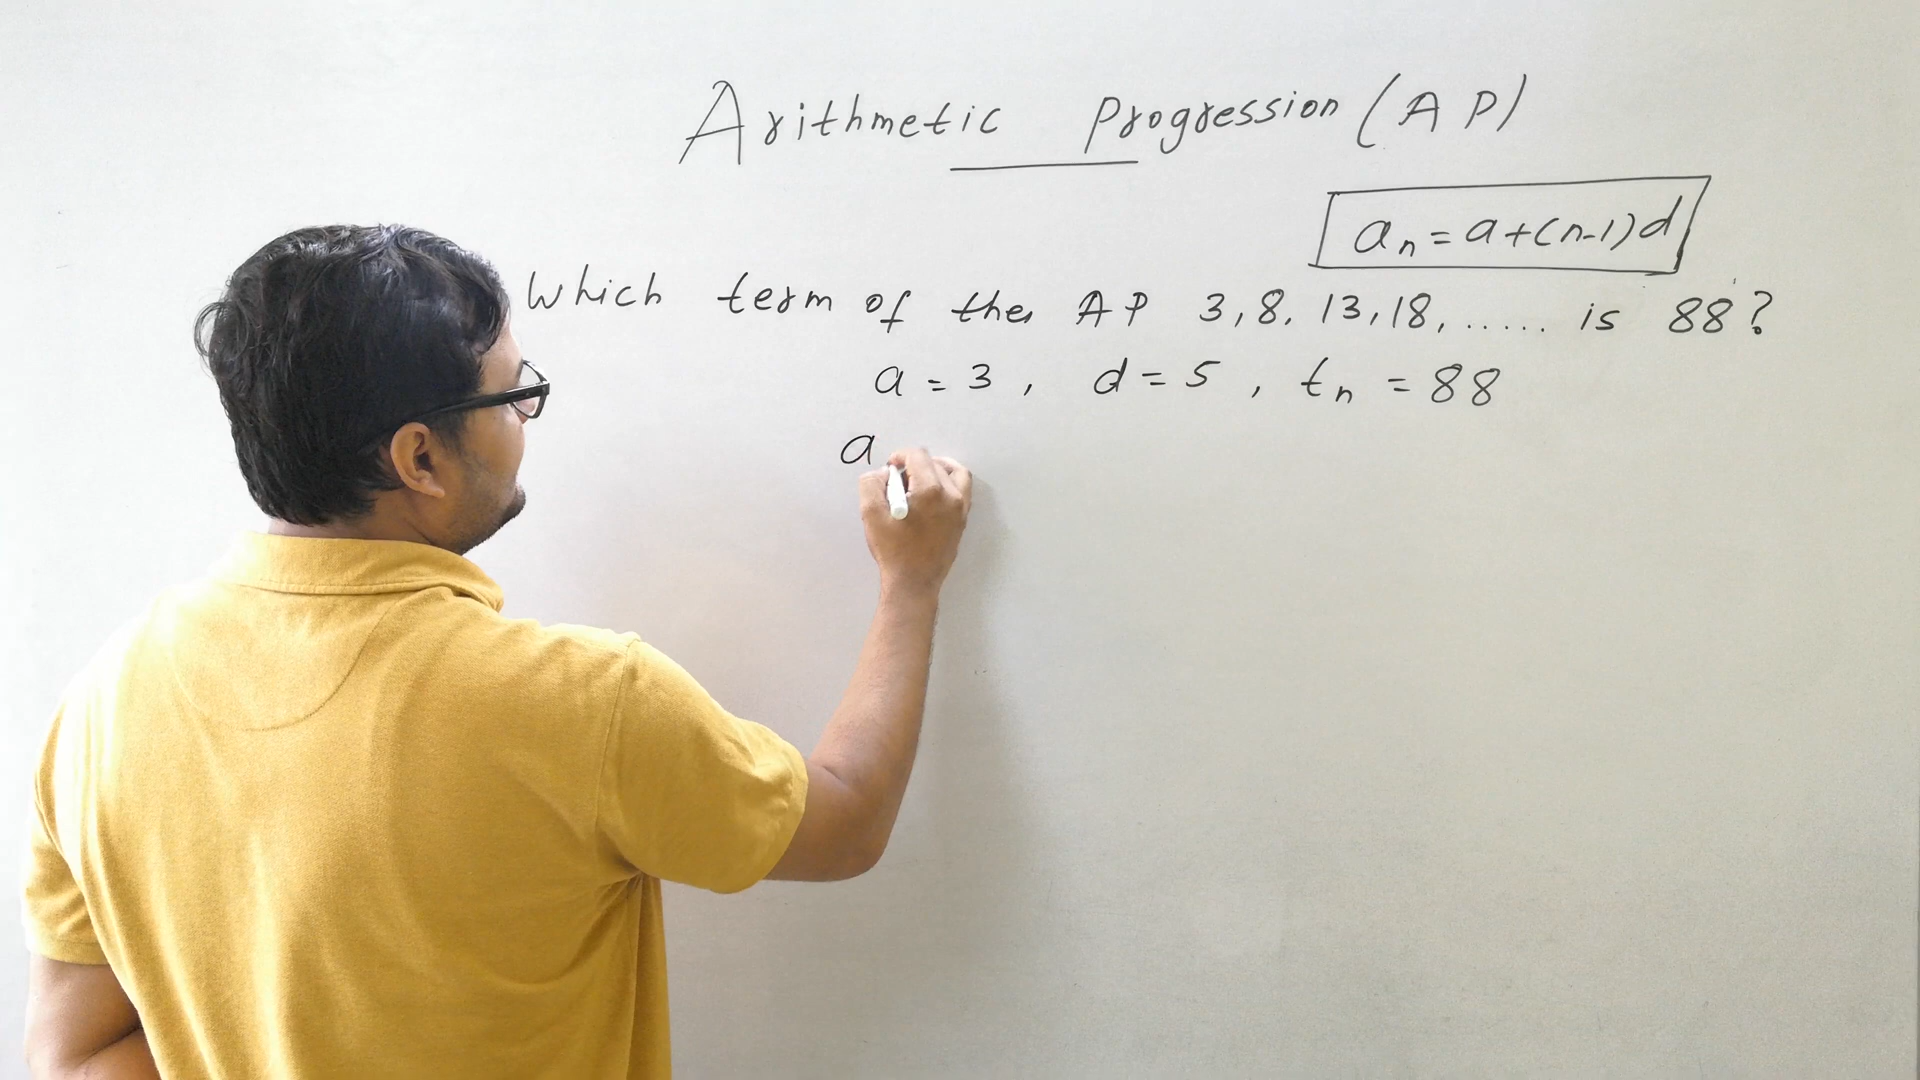 Arithmetic Progression (AP)
aₙ = a+(n-1)d
Which term of the AP 3, 8, 13, 18, ..... is 88?
a = 3, d = 5, tₙ = 88
a